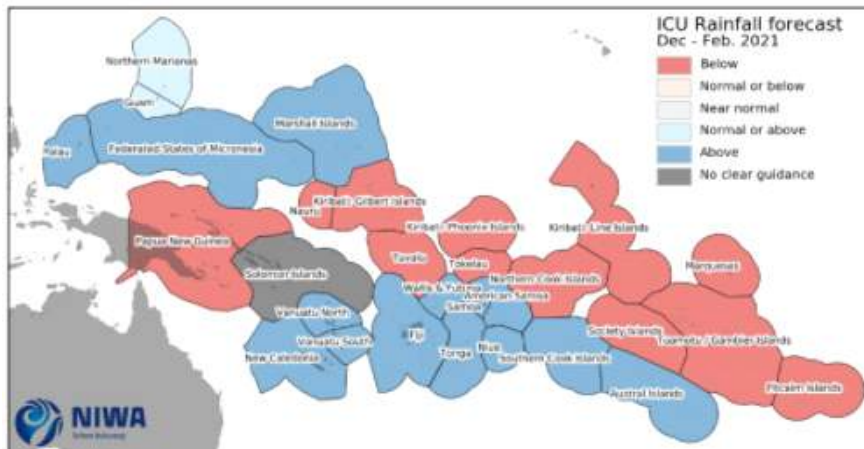 ICU Rainfall forecast
Dec - Feb. 2021
Below
Normal or below
Near normal
Normal or above
Above
No clear guidance
Northern Marianas
Guam
Marshall Islands
Palau
Federated States of Micronesia
Kiribati: Gilbert Islands
Nauru
Kiribati: Phoenix Islands
Kiribati: Line Islands
Papua New Guinea
Tuvalu
Tokelau
Marquesas
Solomon Islands
Northern Cook Islands
Wallis & Futuna
American Samoa
Samoa
Vanuatu North
Society Islands
Tuamotu / Gambier Islands
Vanuatu South
Fiji
New Caledonia
Tonga
Niue
Southern Cook Islands
Pitcairn Islands
Austral Islands
NIWA